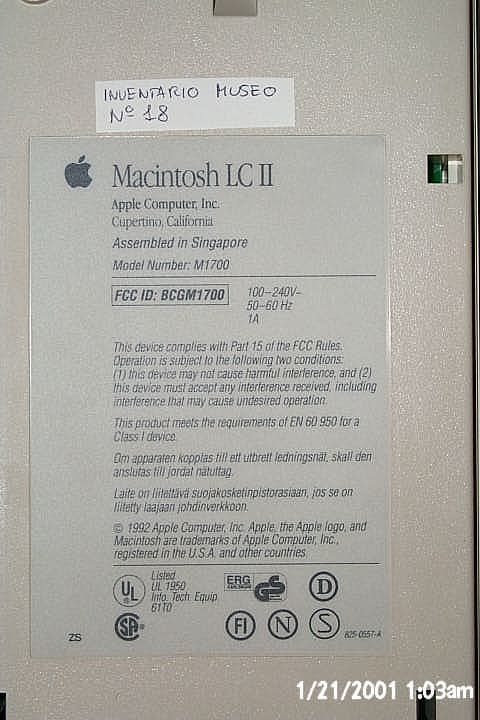 INVENTARIO MUSEO
Nº 18
Macintosh LC II
Apple Computer, Inc.
Cupertino, California
Assembled in Singapore
Model Number: M1700
FCC ID: BCGM1700
100–240V~
50–60 Hz
1A
This device complies with Part 15 of the FCC Rules.
Operation is subject to the following two conditions:
(1) this device may not cause harmful interference, and (2)
this device must accept any interference received, including
interference that may cause undesired operation.
This product meets the requirements of EN 60 950 for a
Class I device.
Om apparaten kopplas till ett utbrett ledningsnät, skall den
anslutas till jordat nätuttag.
Laite on liitettävä suojakosketinpistorasiaan, jos se on
liitetty laajaan johdinverkkoon.
© 1992 Apple Computer, Inc. Apple, the Apple logo, and
Macintosh are trademarks of Apple Computer, Inc.,
registered in the U.S.A. and other countries.
UL
Listed
UL 1950
Info. Tech. Equip.
61T0
ERG
GS
D
SA
FI
N
S
ZS
825-0557-A
1/21/2001 1:03am